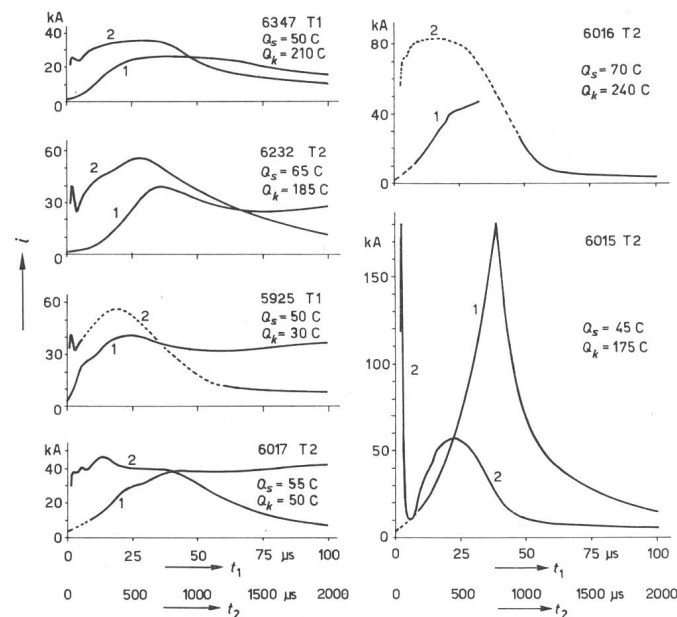 kA
6347 T1
Qs = 50 C
Qk = 210 C
40
20
0
2
1
kA
6232 T2
Qs = 65 C
Qk = 185 C
60
30
0
2
1
i
5925 T1
Qs = 50 C
Qk = 30 C
60
30
0
2
1
kA
6017 T2
Qs = 55 C
Qk = 50 C
40
20
0
2
1
0 25 50 75 μs 100
t1
0 500 1000 1500 μs 2000
t2
kA
6016 T2
Qs = 70 C
Qk = 240 C
80
40
0
2
1
kA
6015 T2
Qs = 45 C
Qk = 175 C
150
100
50
0
1
2
2
0 25 50 75 μs 100
t1
0 500 1000 1500 μs 2000
t2